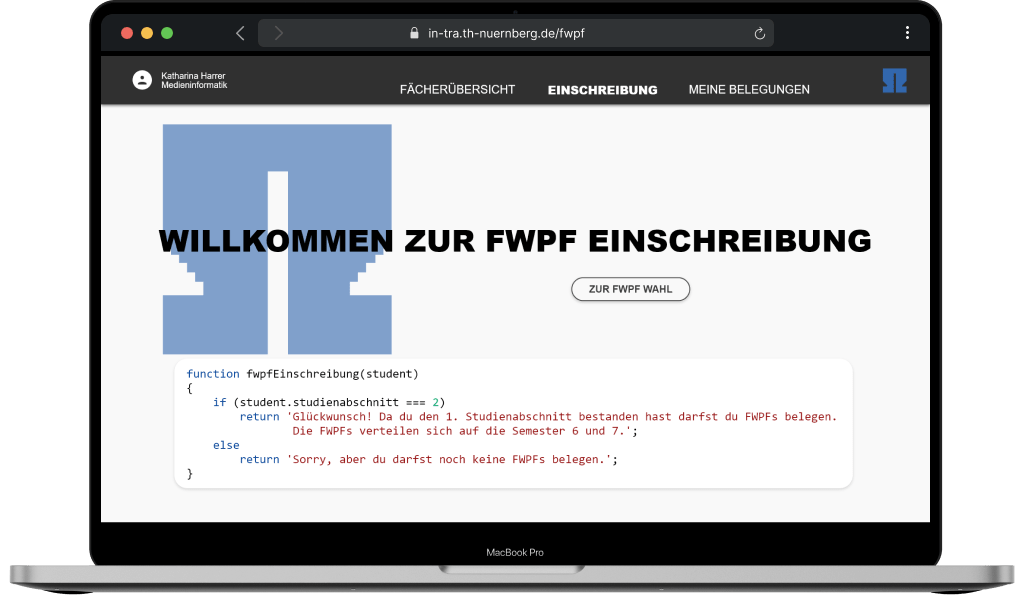 in-tra.th-nuernberg.de/fwpf
Katharina Harrer
Medieninformatik
FÄCHERÜBERSICHT EINSCHREIBUNG MEINE BELEGUNGEN
WILLKOMMEN ZUR FWPF EINSCHREIBUNG
ZUR FWPF WAHL
function fwpfEinschreibung(student)
{
if (student.studienabschnitt === 2)
return 'Glückwunsch! Da du den 1. Studienabschnitt bestanden hast darfst du FWPFs belegen.
Die FWPFs verteilen sich auf die Semester 6 und 7.';
else
return 'Sorry, aber du darfst noch keine FWPFs belegen.';
}
MacBook Pro